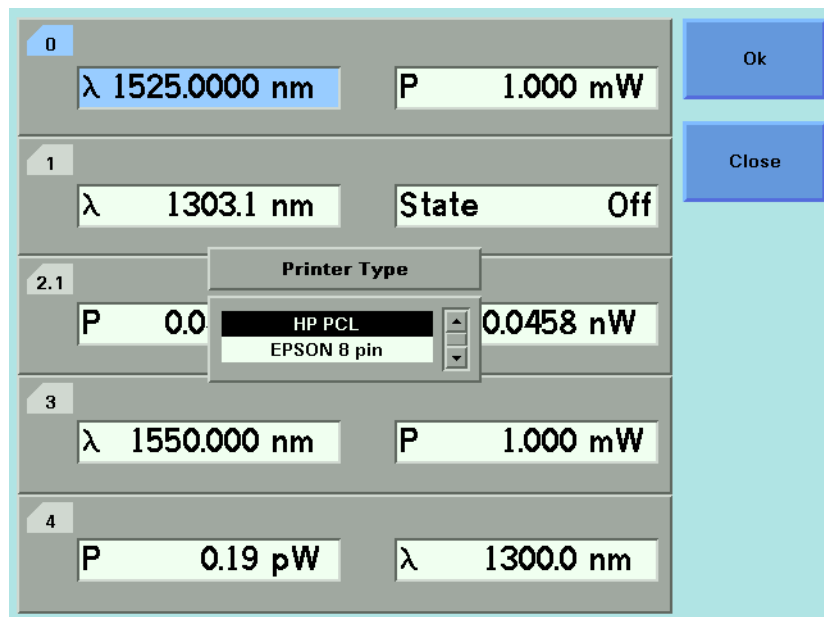 0
λ 1525.0000 nm
P 1.000 mW
Ok
1
λ 1303.1 nm
State Off
Close
Printer Type
2.1
P 0.0
0.0458 nW
HP PCL
EPSON 8 pin
3
λ 1550.000 nm
P 1.000 mW
4
P 0.19 pW
λ 1300.0 nm